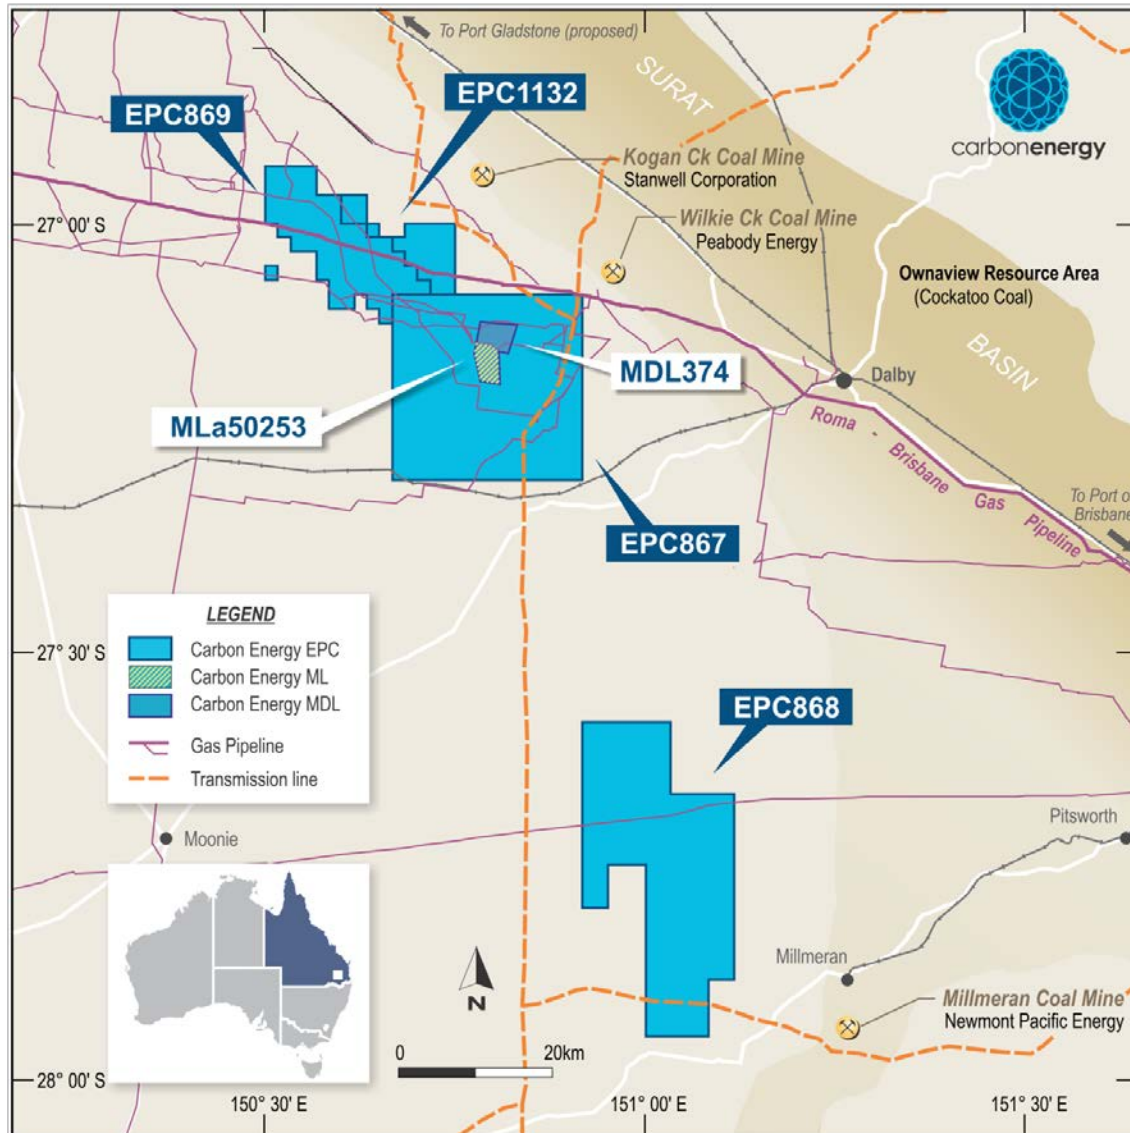 To Port Gladstone (proposed)
SURAT
EPC1132
EPC869
carbonenergy
Kogan Ck Coal Mine
Stanwell Corporation
27° 00' S
Wilkie Ck Coal Mine
Peabody Energy
Ownaview Resource Area
(Cockatoo Coal)
BASIN
MDL374
Dalby
MLa50253
Roma - Brisbane Gas Pipeline
To Port o
Brisbane
EPC867
LEGEND
Carbon Energy EPC
Carbon Energy ML
Carbon Energy MDL
Gas Pipeline
Transmission line
27° 30' S
EPC868
Moonie
Pitsworth
Millmeran
N
Millmeran Coal Mine
Newmont Pacific Energy
0 20km
28° 00' S
150° 30' E
151° 00' E
151° 30' E